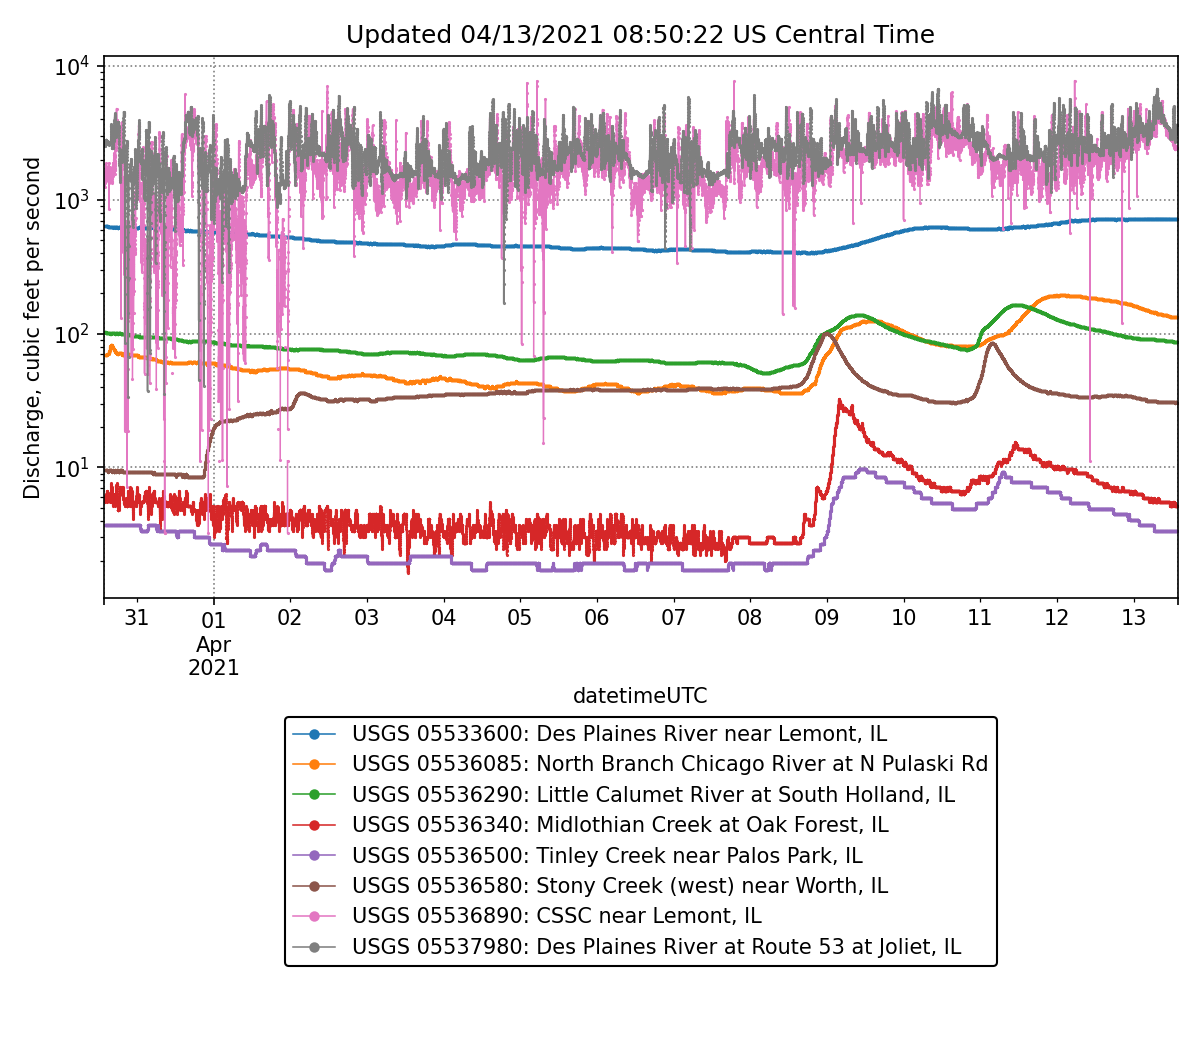 Updated 04/13/2021 08:50:22 US Central Time
Discharge, cubic feet per second
10^4
10^3
10^2
10^1
31 01 02 03 04 05 06 07 08 09 10 11 12 13
Apr
2021
datetimeUTC
USGS 05533600: Des Plaines River near Lemont, IL
USGS 05536085: North Branch Chicago River at N Pulaski Rd
USGS 05536290: Little Calumet River at South Holland, IL
USGS 05536340: Midlothian Creek at Oak Forest, IL
USGS 05536500: Tinley Creek near Palos Park, IL
USGS 05536580: Stony Creek (west) near Worth, IL
USGS 05536890: CSSC near Lemont, IL
USGS 05537980: Des Plaines River at Route 53 at Joliet, IL